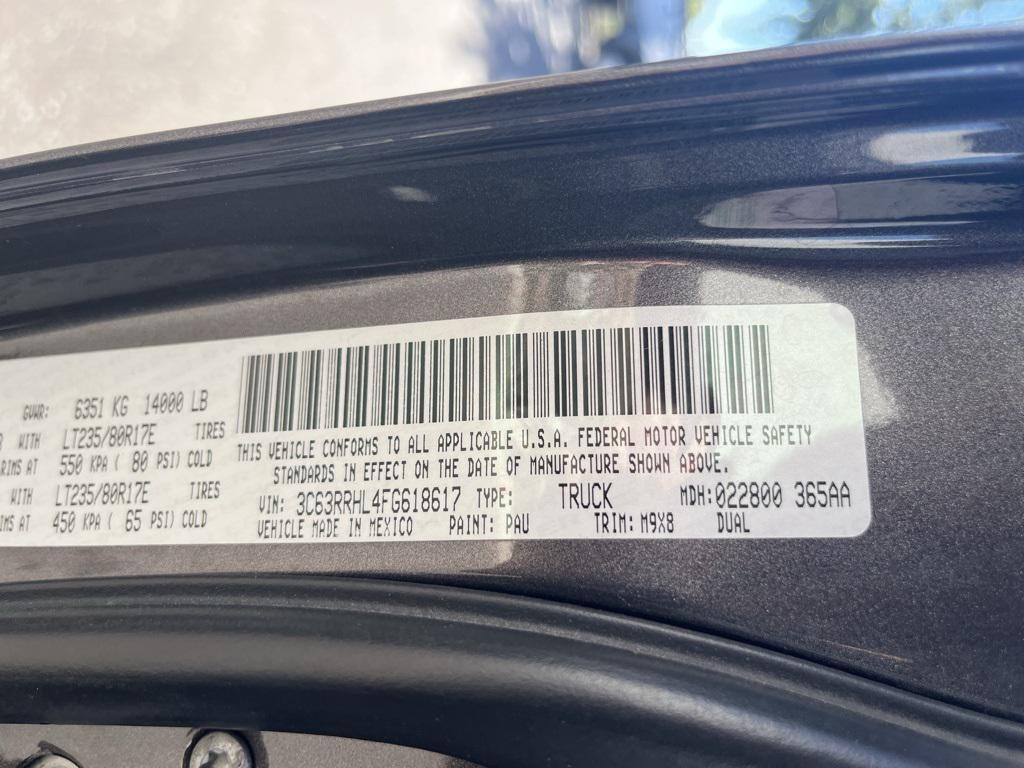 GVWR: 6351 KG 14000 LB
WITH LT235/80R17E TIRES
RIMS AT 550 KPA ( 80 PSI) COLD
WITH LT235/80R17E TIRES
RIMS AT 450 KPA ( 65 PSI) COLD
THIS VEHICLE CONFORMS TO ALL APPLICABLE U.S.A. FEDERAL MOTOR VEHICLE SAFETY
STANDARDS IN EFFECT ON THE DATE OF MANUFACTURE SHOWN ABOVE.
VIN: 3C63RRHL4FG618617 TYPE: TRUCK MDH: 022800 365AA
VEHICLE MADE IN MEXICO PAINT: PAU TRIM: M9X8 DUAL